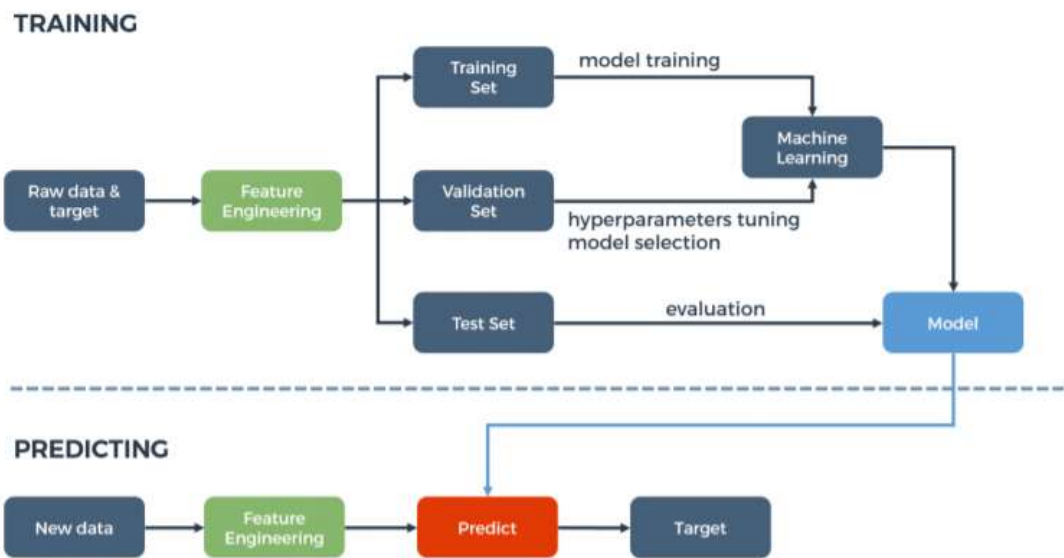 TRAINING
Training
Set
model training
Machine
Learning
Raw data &
target
Feature
Engineering
Validation
Set
hyperparameters tuning
model selection
Test Set
evaluation
Model
PREDICTING
New data
Feature
Engineering
Predict
Target